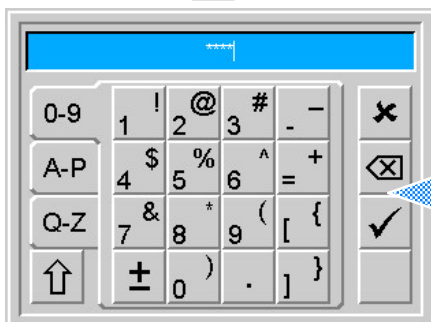 ****
0-9 1 ! 2 @ 3 # - _
A-P 4 $ 5 % 6 ^ = +
Q-Z 7 & 8 * 9 ( [ {
± 0 ) . ] }